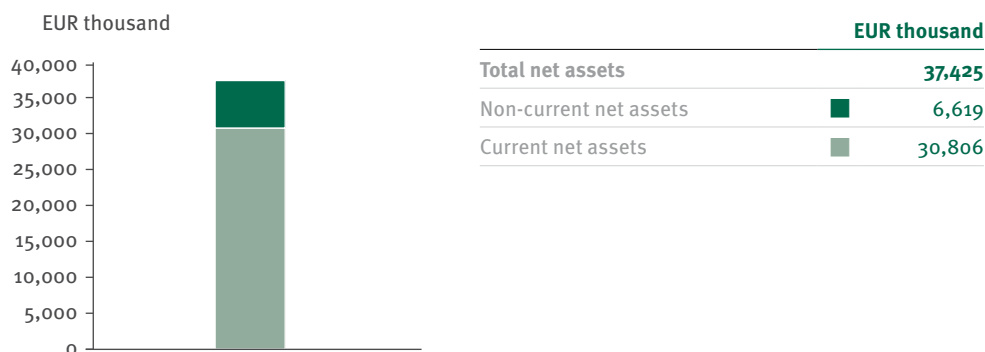 EUR thousand
40,000
35,000
30,000
25,000
20,000
15,000
10,000
5,000
0
EUR thousand
Total net assets 37,425
Non-current net assets 6,619
Current net assets 30,806